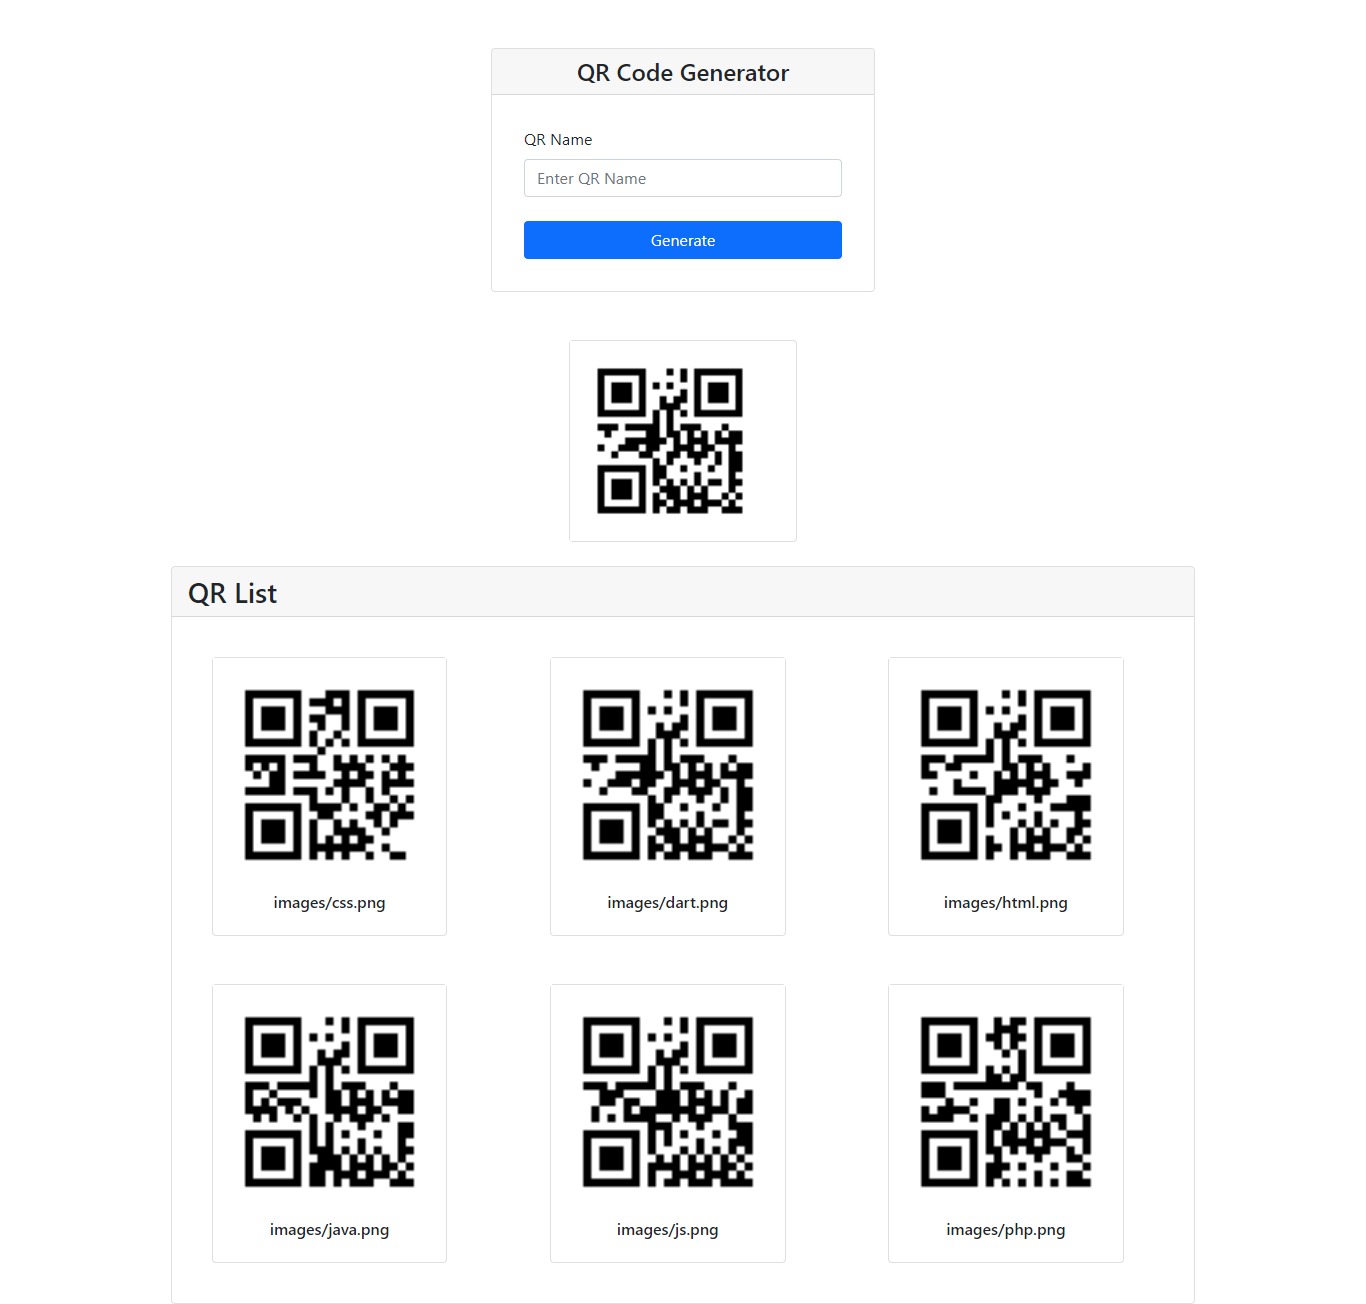 QR Code Generator
QR Name
Enter QR Name
Generate
QR List
images/css.png
images/dart.png
images/html.png
images/java.png
images/js.png
images/php.png